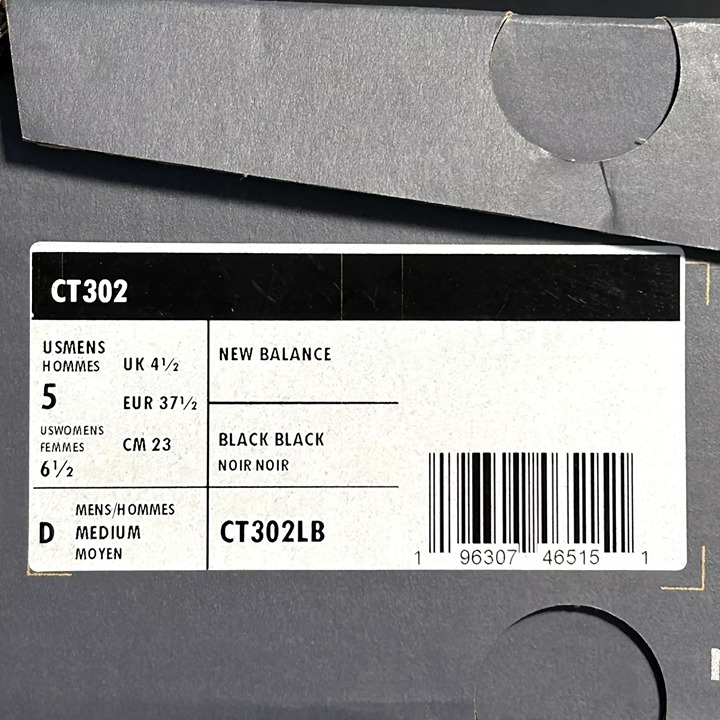 CT302
USMENS
HOMMES
5
USWOMENS
FEMMES
6½
UK 4½
EUR 37½
CM 23
NEW BALANCE
BLACK BLACK
NOIR NOIR
D
MENS/HOMMES
MEDIUM
MOYEN
CT302LB
1 96307 46515 1